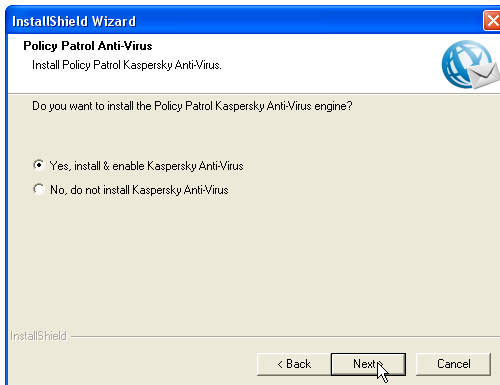 InstallShield Wizard
Policy Patrol Anti-Virus
Install Policy Patrol Kaspersky Anti-Virus.
Do you want to install the Policy Patrol Kaspersky Anti-Virus engine?
Yes, install & enable Kaspersky Anti-Virus
No, do not install Kaspersky Anti-Virus
InstallShield
< Back Next > Cancel